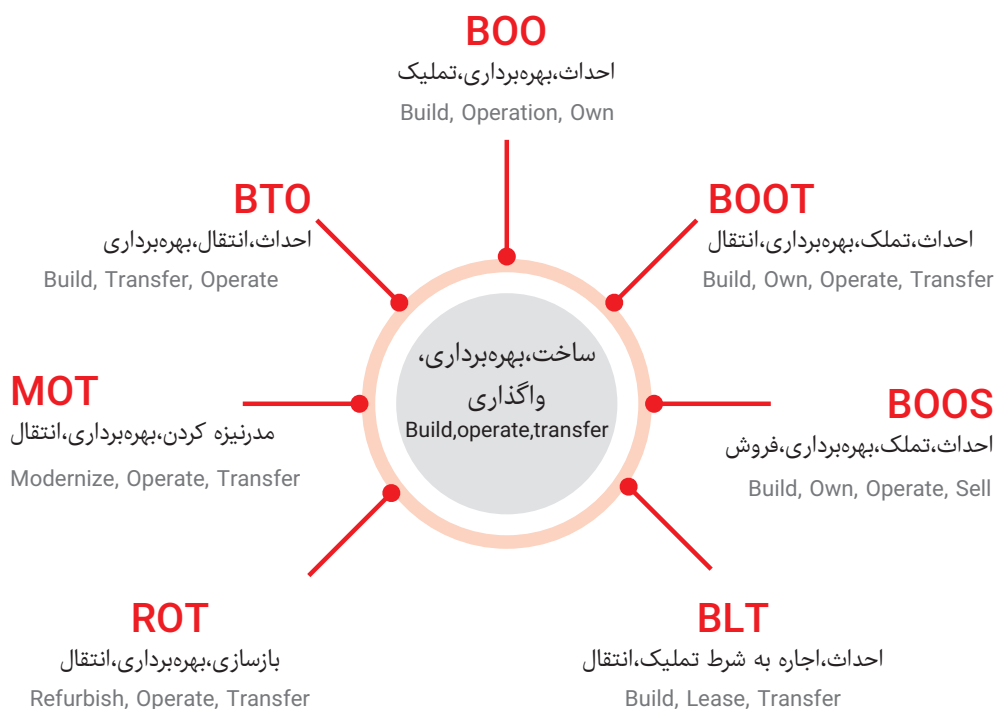 BOO
احداث،بهره‌برداری،تملیک
Build, Operation, Own
BTO
احداث،انتقال،بهره‌برداری
Build, Transfer, Operate
BOOT
احداث،تملک،بهره‌برداری،انتقال
Build, Own, Operate, Transfer
ساخت،بهره‌برداری،
واگذاری
Build,operate,transfer
MOT
مدرنیزه کردن،بهره‌برداری،انتقال
Modernize, Operate, Transfer
BOOS
احداث،تملک،بهره‌برداری،فروش
Build, Own, Operate, Sell
ROT
بازسازی،بهره‌برداری،انتقال
Refurbish, Operate, Transfer
BLT
احداث،اجاره به شرط تملیک،انتقال
Build, Lease, Transfer